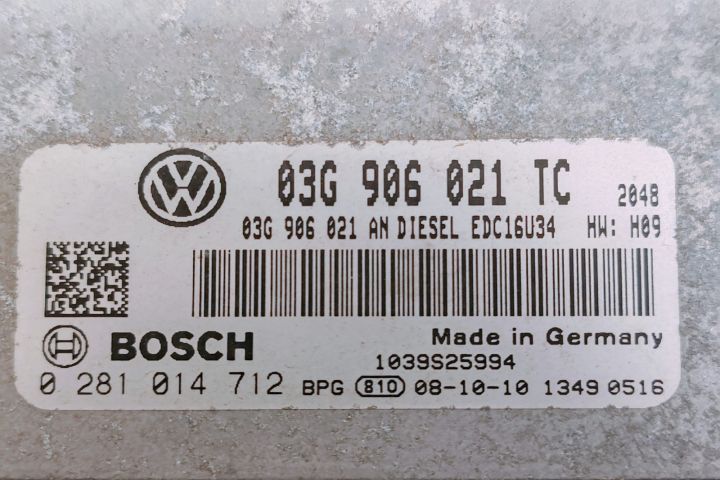 03G 906 021 TC 2048
03G 906 021 AN DIESEL EDC16U34 HW: H09
BOSCH Made in Germany
1039S25994
0 281 014 712 BPG 810 08-10-10 1349 0516